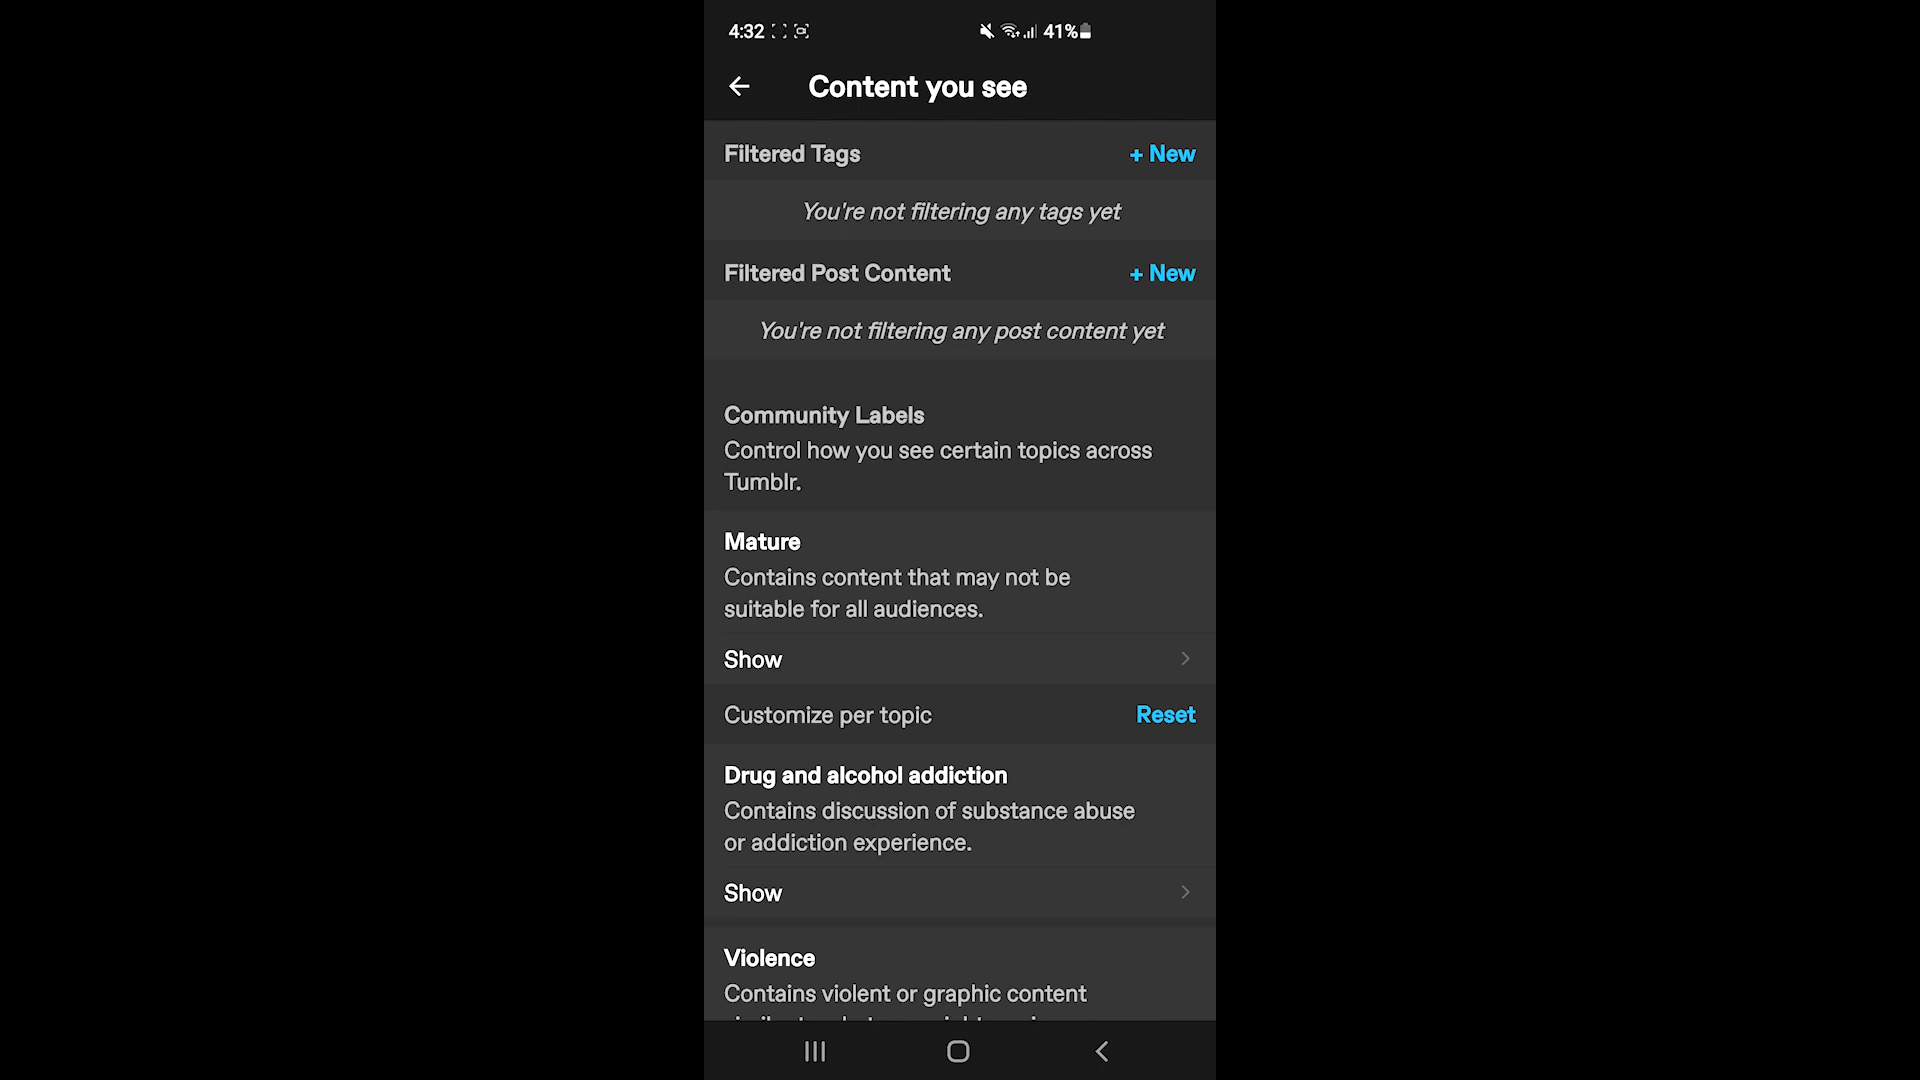 4:32 41%
Content you see
Filtered Tags + New
You're not filtering any tags yet
Filtered Post Content + New
You're not filtering any post content yet
Community Labels
Control how you see certain topics across
Tumblr.
Mature
Contains content that may not be
suitable for all audiences.
Show
Customize per topic Reset
Drug and alcohol addiction
Contains discussion of substance abuse
or addiction experience.
Show
Violence
Contains violent or graphic content